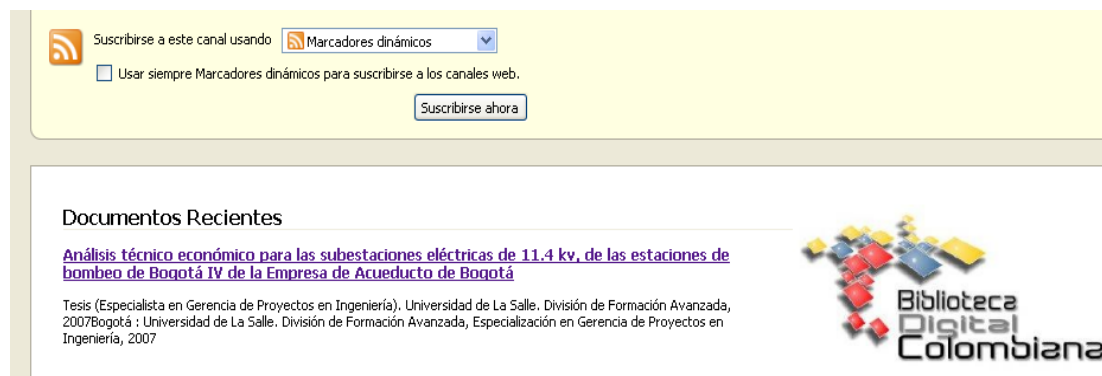 Suscribirse a este canal usando Marcadores dinámicos
Usar siempre Marcadores dinámicos para suscribirse a los canales web.
Suscribirse ahora
Documentos Recientes
Análisis técnico económico para las subestaciones eléctricas de 11.4 kv, de las estaciones de
bombeo de Bogotá IV de la Empresa de Acueducto de Bogotá
Tesis (Especialista en Gerencia de Proyectos en Ingeniería). Universidad de La Salle. División de Formación Avanzada,
2007Bogotá : Universidad de La Salle. División de Formación Avanzada, Especialización en Gerencia de Proyectos en
Ingeniería, 2007
Biblioteca
Digital
Colombiana